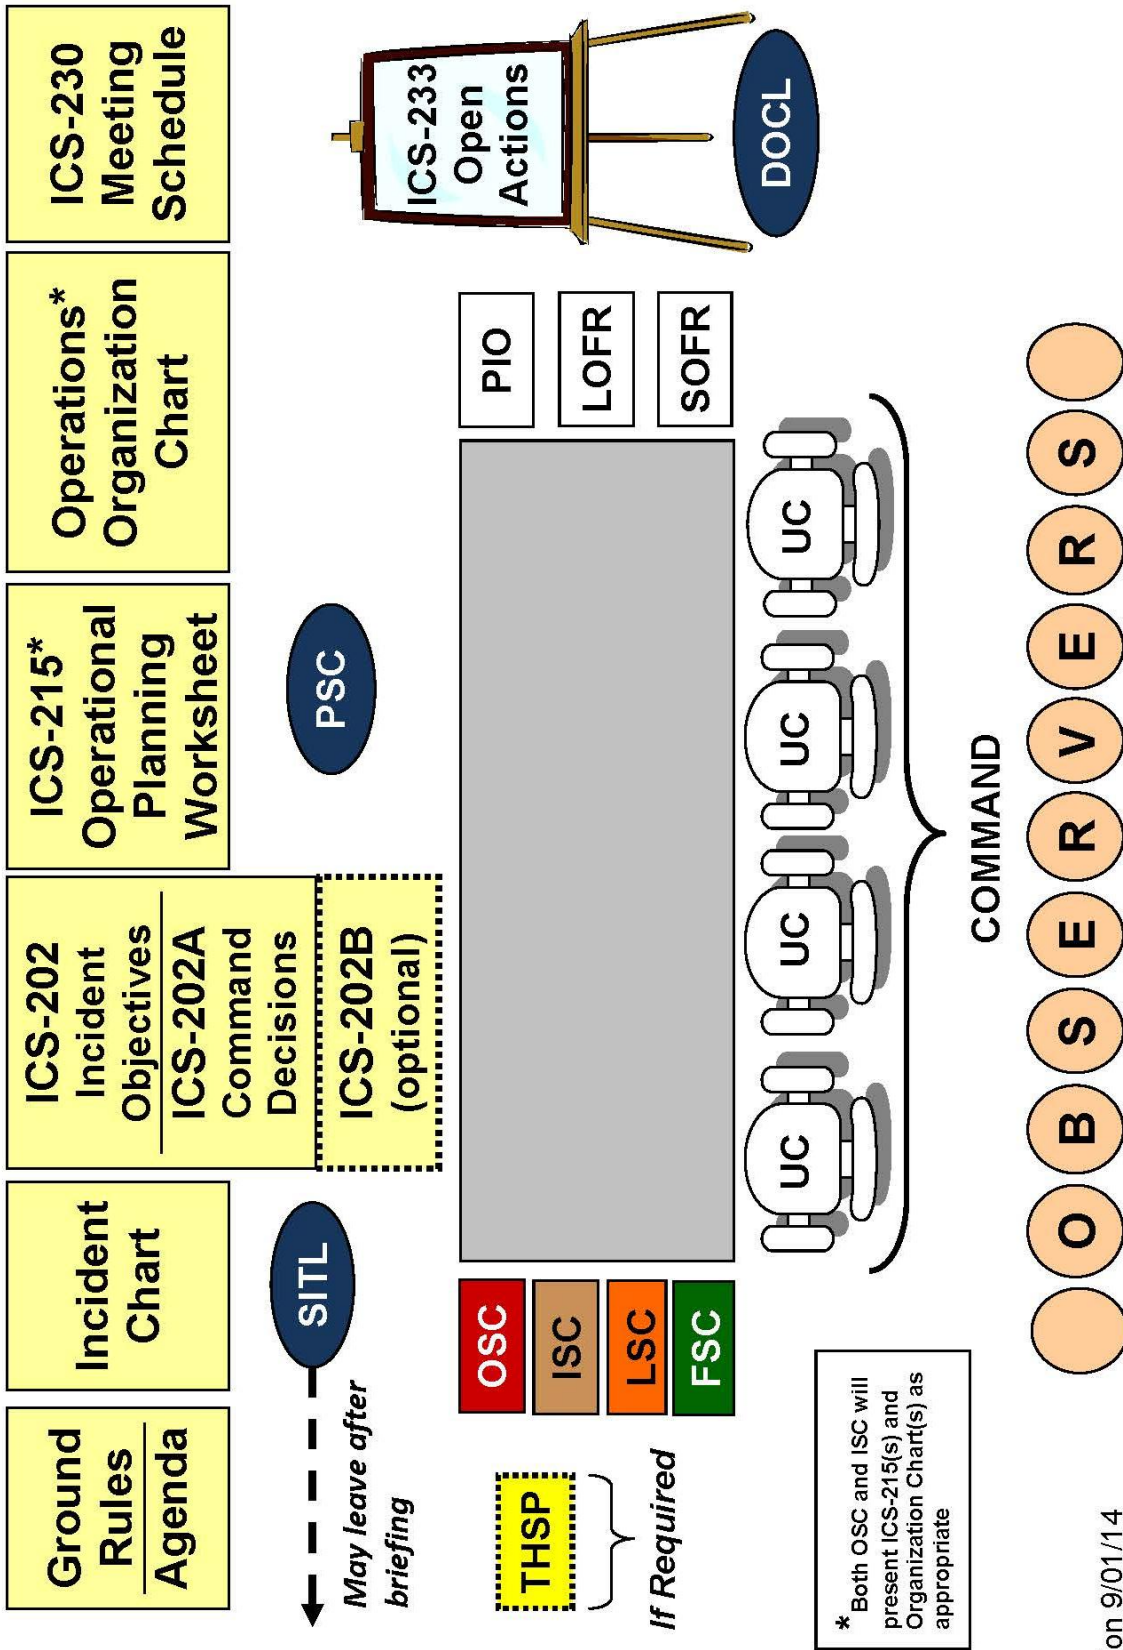 Ground
Rules
Agenda
Incident
Chart
ICS-202
Incident
Objectives
ICS-202A
Command
Decisions
ICS-202B
(optional)
ICS-215*
Operational
Planning
Worksheet
Operations*
Organization
Chart
ICS-230
Meeting
Schedule
SITL
May leave after
briefing
PSC
ICS-233
Open
Actions
DOCL
THSP
If Required
OSC
ISC
LSC
FSC
PIO
LOFR
SOFR
UC
UC
UC
UC
COMMAND
* Both OSC and ISC will
present ICS-215(s) and
Organization Chart(s) as
appropriate
O B S E R V E R S
on 9/01/14